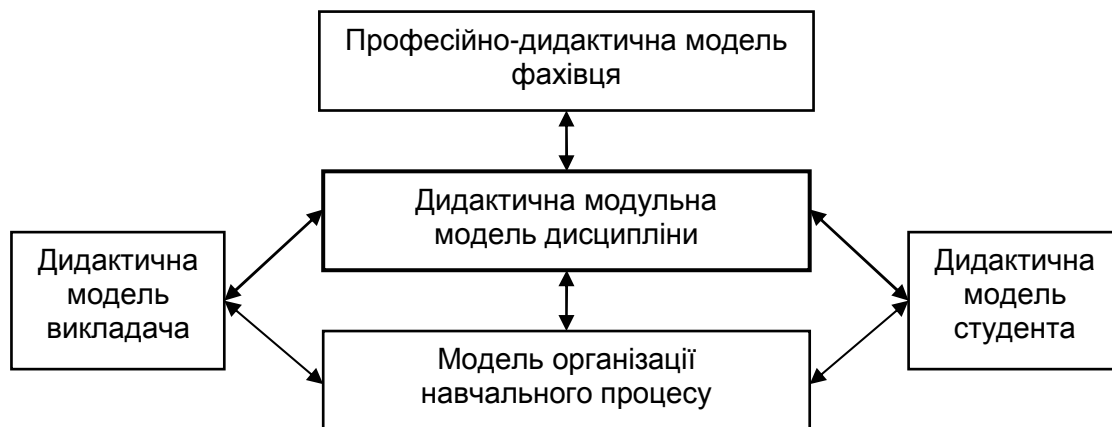 Професійно-дидактична модель
фахівця
Дидактична модульна
модель дисципліни
Дидактична
модель
викладача
Дидактична
модель
студента
Модель організації
навчального процесу